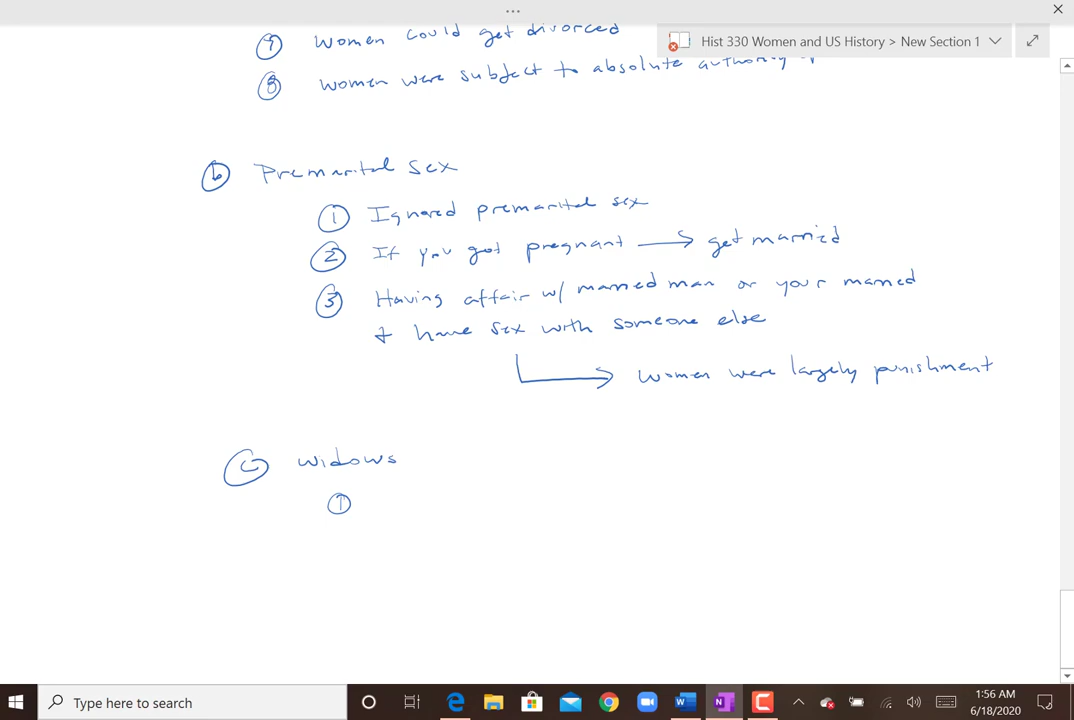 Hist 330 Women and US History > New Section 1
7 Women could get divorced
8 women were subject to absolute authority of
b Premarital sex
1 Ignored premarital sex
2 If you got pregnant → get married
3 Having affair w/ married man or your married
+ have sex with someone else
→ women were largely punishment
C widows
1
Type here to search
1:56 AM
6/18/2020